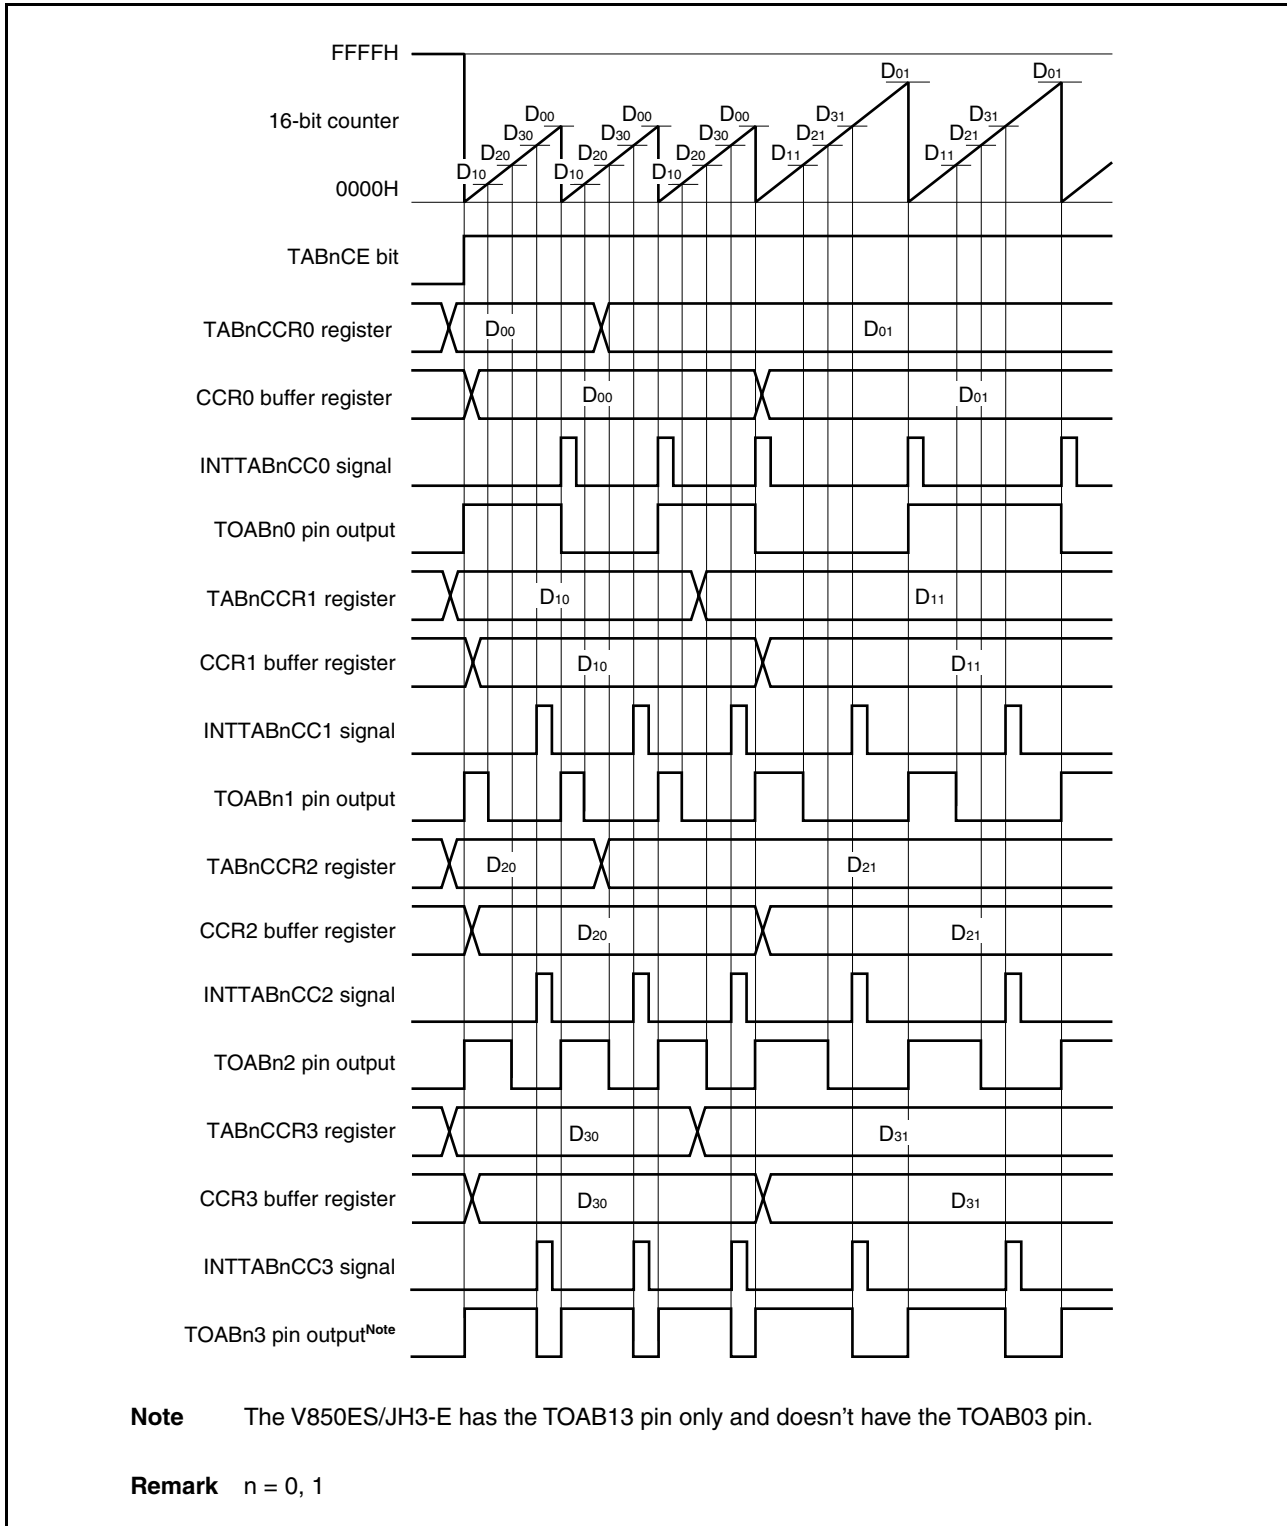 FFFFH
D01 D01
16-bit counter
D00 D00 D00 D31 D31
D30 D30 D30 D21 D21
D20 D20 D20 D11 D11
D10 D10 D10
0000H
TABnCE bit
TABnCCR0 register D00 D01
CCR0 buffer register D00 D01
INTTABnCC0 signal
TOABn0 pin output
TABnCCR1 register D10 D11
CCR1 buffer register D10 D11
INTTABnCC1 signal
TOABn1 pin output
TABnCCR2 register D20 D21
CCR2 buffer register D20 D21
INTTABnCC2 signal
TOABn2 pin output
TABnCCR3 register D30 D31
CCR3 buffer register D30 D31
INTTABnCC3 signal
TOABn3 pin outputNote
Note The V850ES/JH3-E has the TOAB13 pin only and doesn't have the TOAB03 pin.
Remark n = 0, 1